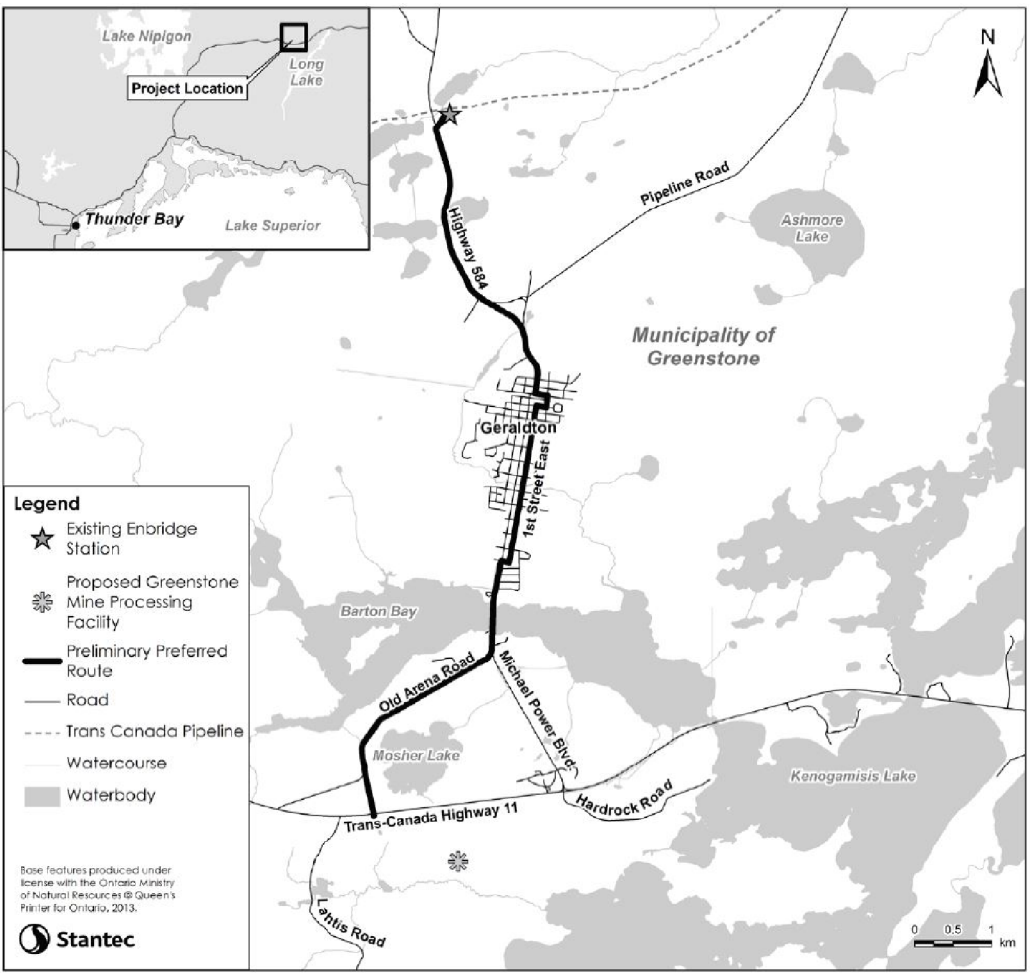 Lake Nipigon
Long
Lake
Project Location
Thunder Bay
Lake Superior
N
Pipeline Road
Ashmore
Lake
Highway 584
Municipality of
Greenstone
Geraldton
1st Street East
Legend
Existing Enbridge
Station
Proposed Greenstone
Mine Processing
Facility
Preliminary Preferred
Route
Road
Trans Canada Pipeline
Watercourse
Waterbody
Barton Bay
Old Arena Road
Michael Power Blvd.
Mosher Lake
Kenogamisis Lake
Hardrock Road
Trans-Canada Highway 11
Lahtis Road
Base features produced under
license with the Ontario Ministry
of Natural Resources © Queen's
Printer for Ontario, 2013.
Stantec
0 0.5 1
km